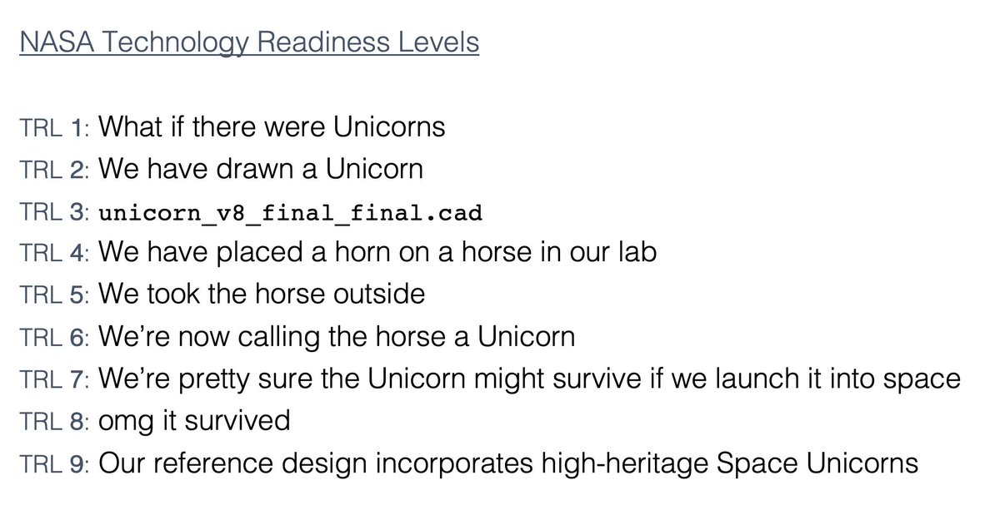 NASA Technology Readiness Levels
TRL 1: What if there were Unicorns
TRL 2: We have drawn a Unicorn
TRL 3: unicorn_v8_final_final.cad
TRL 4: We have placed a horn on a horse in our lab
TRL 5: We took the horse outside
TRL 6: We’re now calling the horse a Unicorn
TRL 7: We’re pretty sure the Unicorn might survive if we launch it into space
TRL 8: omg it survived
TRL 9: Our reference design incorporates high-heritage Space Unicorns